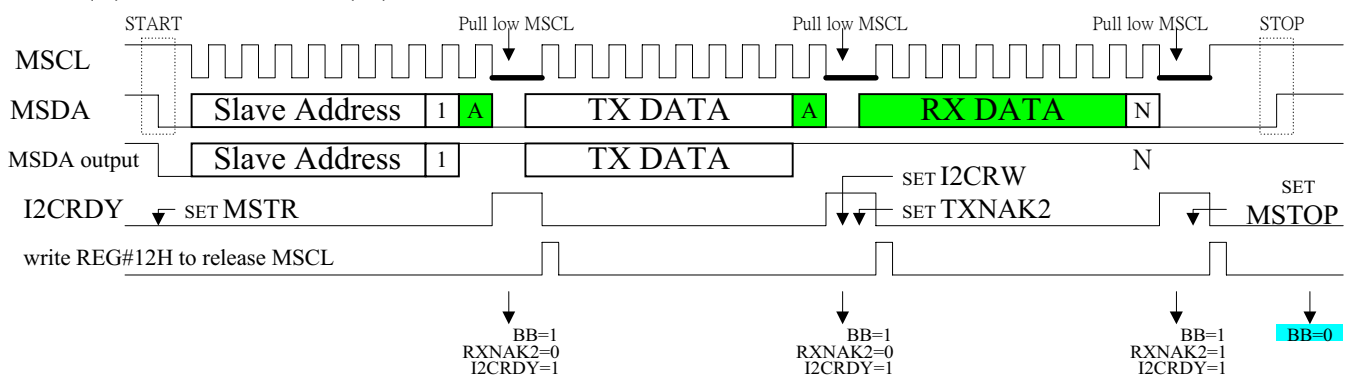 START Pull low MSCL Pull low MSCL Pull low MSCL STOP
MSCL
MSDA Slave Address 1 A TX DATA A RX DATA N
MSDA output Slave Address 1 TX DATA N
SET I2CRW
I2CRDY SET MSTR SET TXNAK2 SET
MSTOP
write REG#12H to release MSCL
BB=1 BB=1 BB=1 BB=0
RXNAK2=0 RXNAK2=0 RXNAK2=1
I2CRDY=1 I2CRDY=1 I2CRDY=1